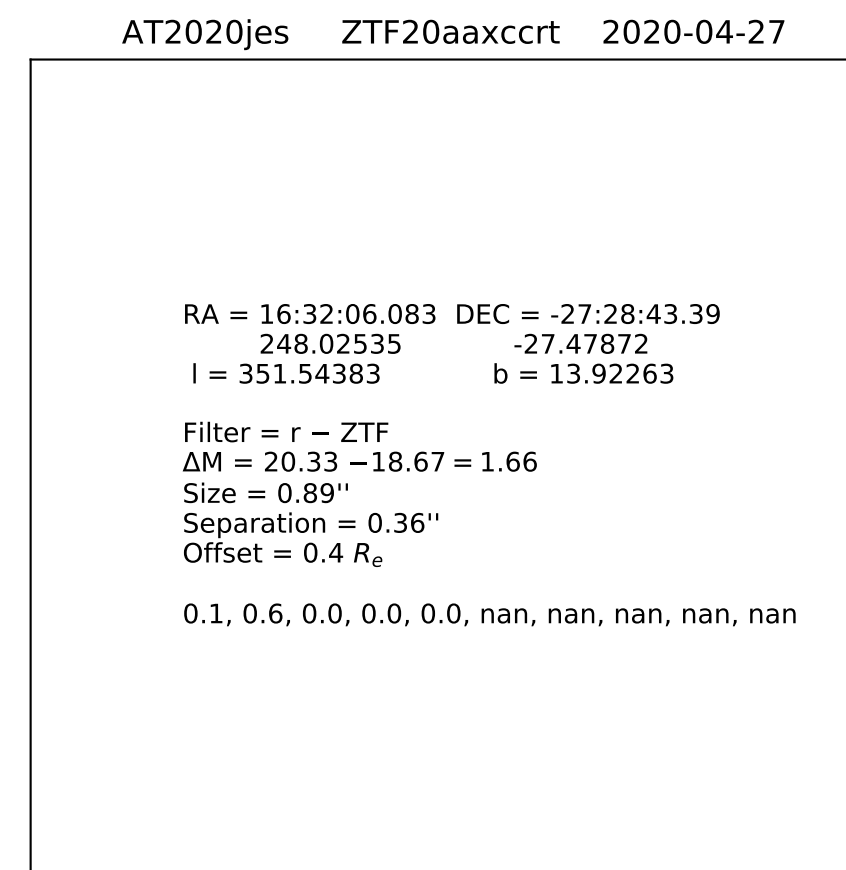 AT2020jes ZTF20aaxccrt 2020-04-27
RA = 16:32:06.083 DEC = -27:28:43.39
248.02535 -27.47872
l = 351.54383 b = 13.92263
Filter = r − ZTF
ΔM = 20.33 −18.67 = 1.66
Size = 0.89''
Separation = 0.36''
Offset = 0.4 Re
0.1, 0.6, 0.0, 0.0, 0.0, nan, nan, nan, nan, nan